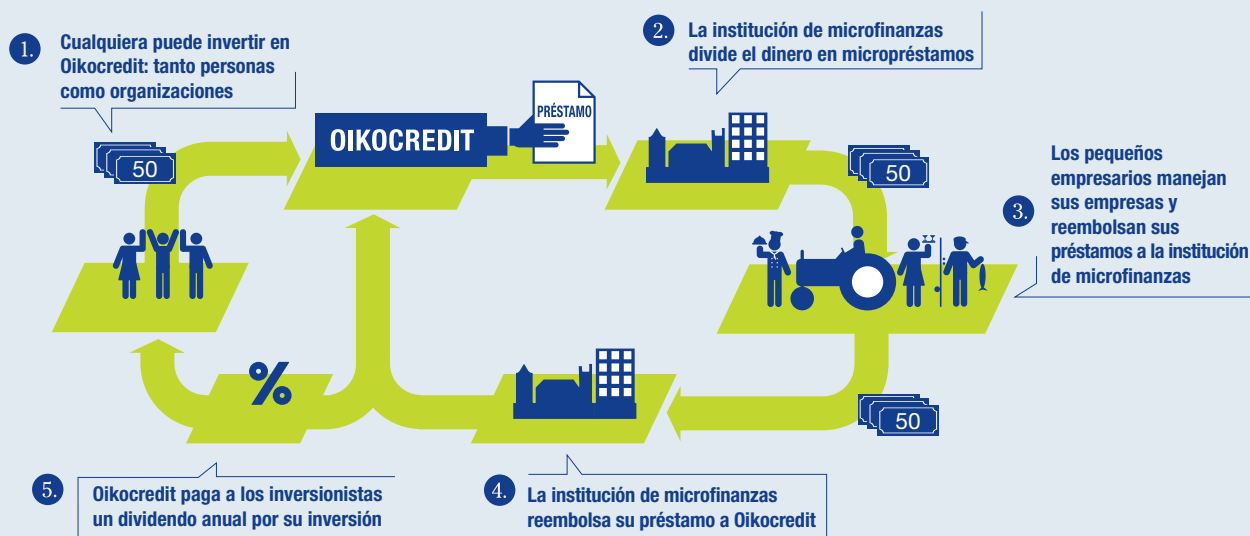 1.
Cualquiera puede invertir en
Oikocredit: tanto personas
como organizaciones
50
OIKOCREDIT
PRÉSTAMO
2.
La institución de microfinanzas
divide el dinero en micropréstamos
50
3.
Los pequeños
empresarios manejan
sus empresas y
reembolsan sus
préstamos a la institución
de microfinanzas
50
4.
La institución de microfinanzas
reembolsa su préstamo a Oikocredit
%
5.
Oikocredit paga a los inversionistas
un dividendo anual por su inversión